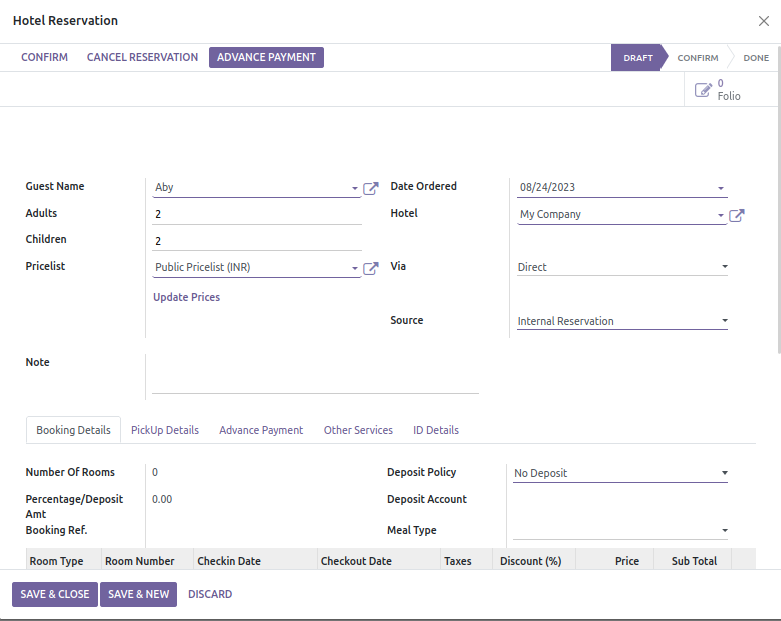 Hotel Reservation
CONFIRM CANCEL RESERVATION ADVANCE PAYMENT DRAFT CONFIRM DONE
0
Folio
Guest Name Aby Date Ordered 08/24/2023
Adults 2 Hotel My Company
Children 2
Pricelist Public Pricelist (INR) Via Direct
Update Prices
Source Internal Reservation
Note
Booking Details PickUp Details Advance Payment Other Services ID Details
Number Of Rooms 0 Deposit Policy No Deposit
Percentage/Deposit 0.00 Deposit Account
Amt
Booking Ref. Meal Type
Room Type Room Number Checkin Date Checkout Date Taxes Discount (%) Price Sub Total
SAVE & CLOSE SAVE & NEW DISCARD